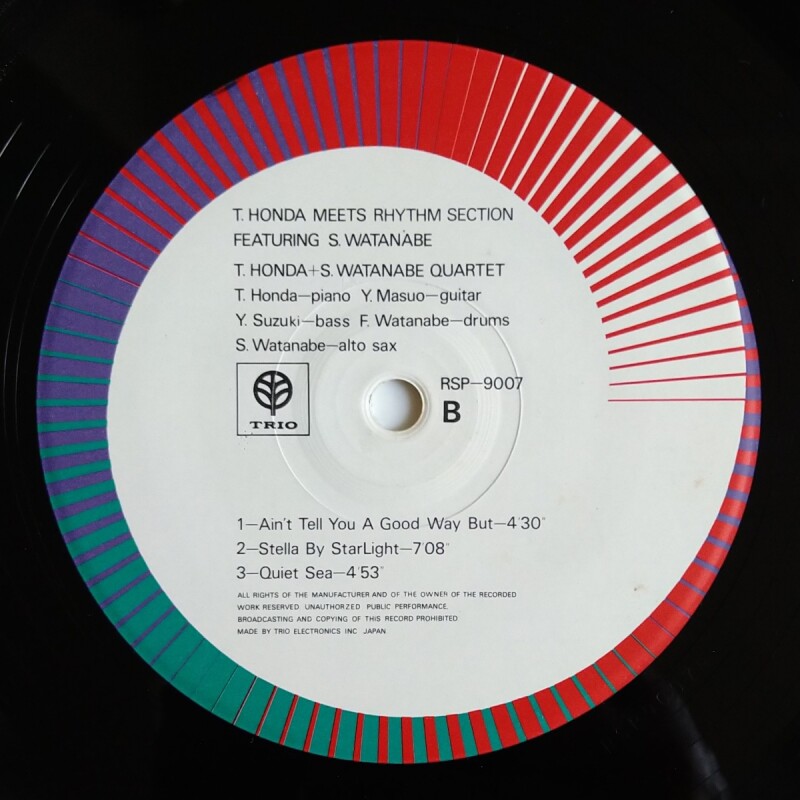 T. HONDA MEETS RHYTHM SECTION
FEATURING S. WATANABE
T. HONDA+S. WATANABE QUARTET
T. Honda—piano Y. Masuo—guitar
Y. Suzuki—bass F. Watanabe—drums
S. Watanabe—alto sax
TRIO
RSP—9007
B
1—Ain't Tell You A Good Way But—4'30"
2—Stella By StarLight—7'08"
3—Quiet Sea—4'53"
ALL RIGHTS OF THE MANUFACTURER AND OF THE OWNER OF THE RECORDED
WORK RESERVED. UNAUTHORZED PUBLIC PERFORMANCE.
BROADCASTING AND COPYING OF THIS RECORD PROHIBITED
MADE BY TRIO ELECTRONICS INC. JAPAN